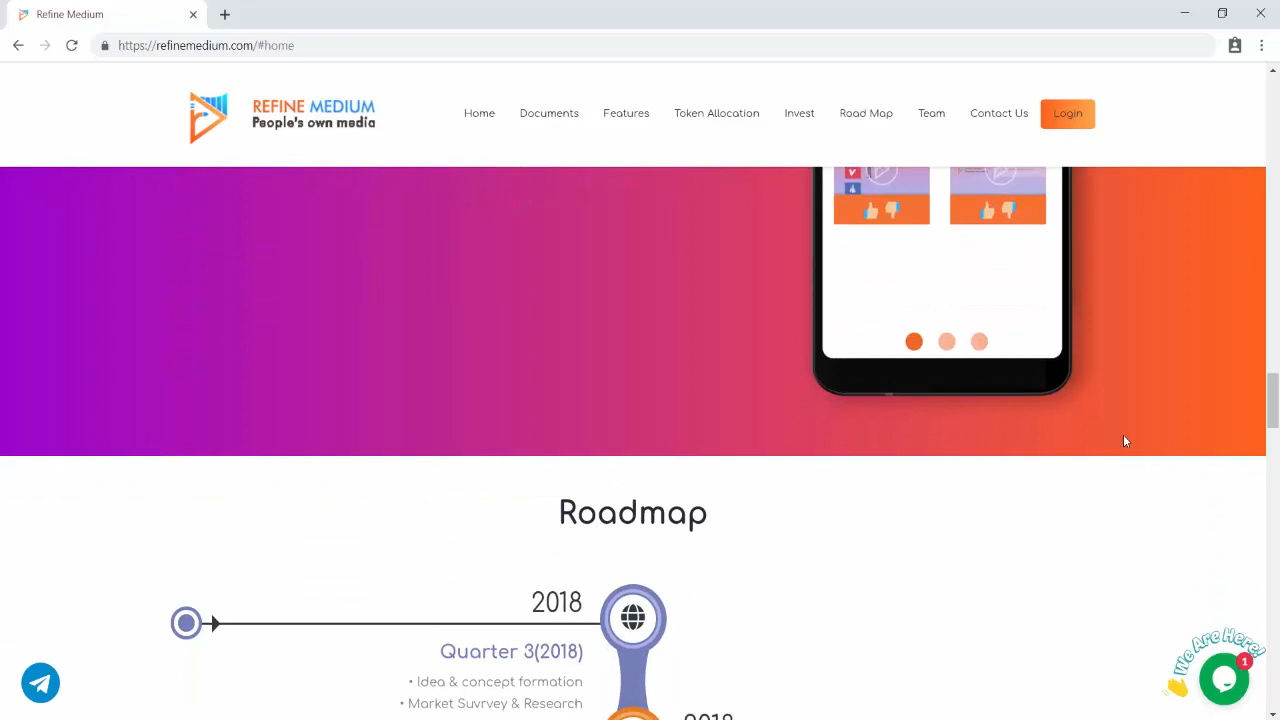 Refine Medium
https://refinemedium.com/#home
REFINE MEDIUM
People's own media
Home Documents Features Token Allocation Invest Road Map Team Contact Us Login
Roadmap
2018
Quarter 3(2018)
• Idea & concept formation
• Market Suvrvey & Research
2018
We Are Here!
1